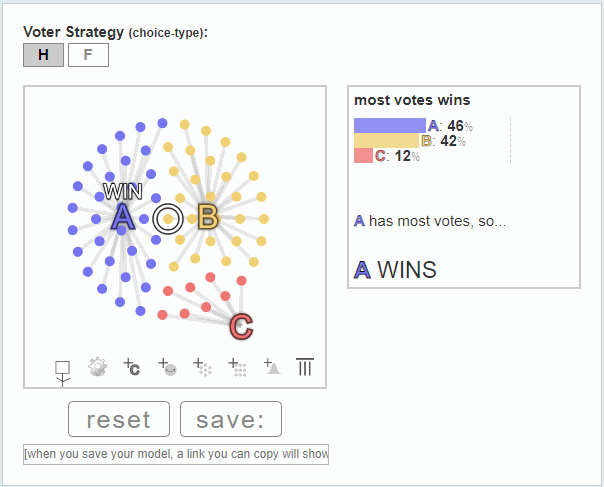 Voter Strategy (choice-type):
H F
most votes wins
A: 46%
B: 42%
C: 12%
WIN
A B
A has most votes, so...
A WINS
C
+C + + + +
reset save:
[when you save your model, a link you can copy will show